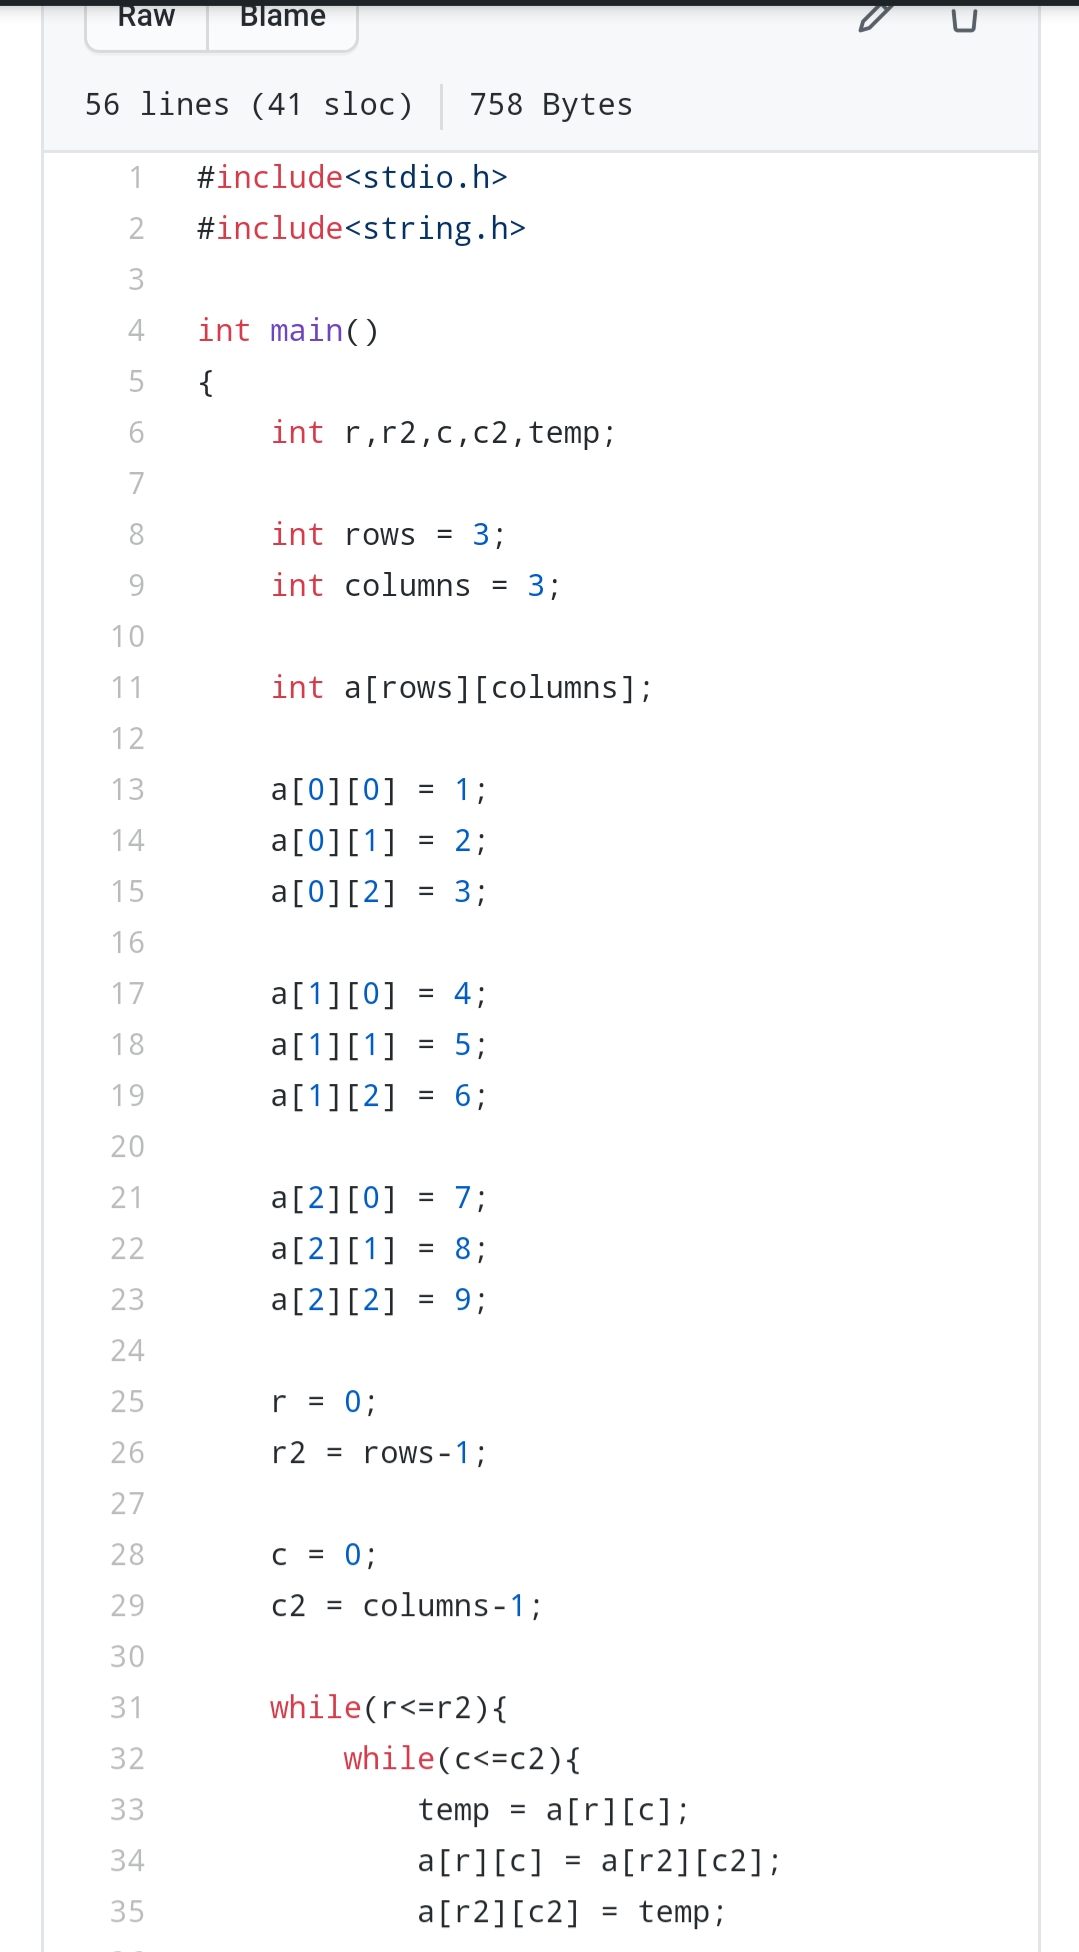 Raw Blame
56 lines (41 sloc) 758 Bytes
1 #include<stdio.h>
2 #include<string.h>
3
4 int main()
5 {
6     int r,r2,c,c2,temp;
7
8     int rows = 3;
9     int columns = 3;
10
11     int a[rows][columns];
12
13     a[0][0] = 1;
14     a[0][1] = 2;
15     a[0][2] = 3;
16
17     a[1][0] = 4;
18     a[1][1] = 5;
19     a[1][2] = 6;
20
21     a[2][0] = 7;
22     a[2][1] = 8;
23     a[2][2] = 9;
24
25     r = 0;
26     r2 = rows-1;
27
28     c = 0;
29     c2 = columns-1;
30
31     while(r<=r2){
32         while(c<=c2){
33             temp = a[r][c];
34             a[r][c] = a[r2][c2];
35             a[r2][c2] = temp;